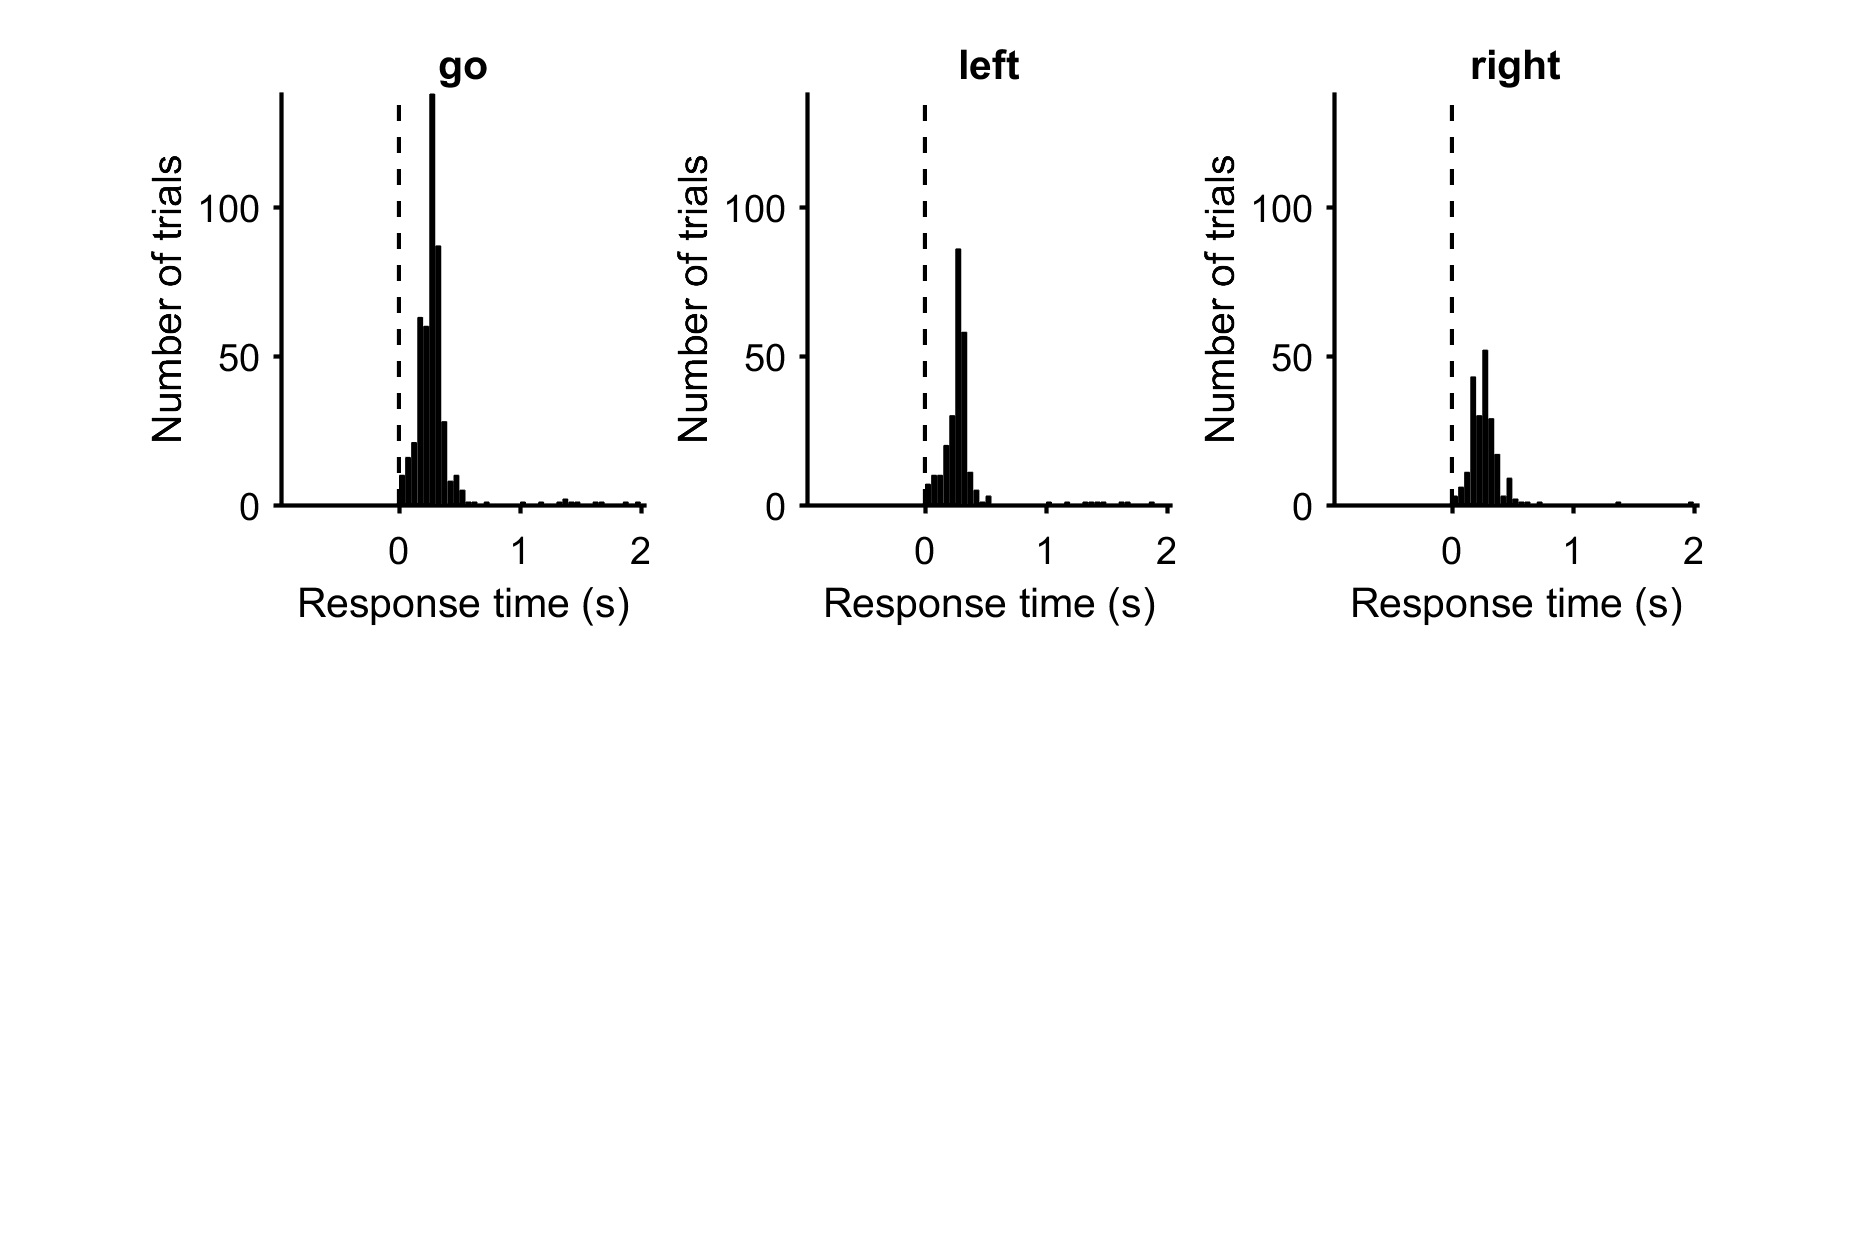 go
Number of trials
100
50
0
0 1 2
Response time (s)
left
Number of trials
100
50
0
0 1 2
Response time (s)
right
Number of trials
100
50
0
0 1 2
Response time (s)